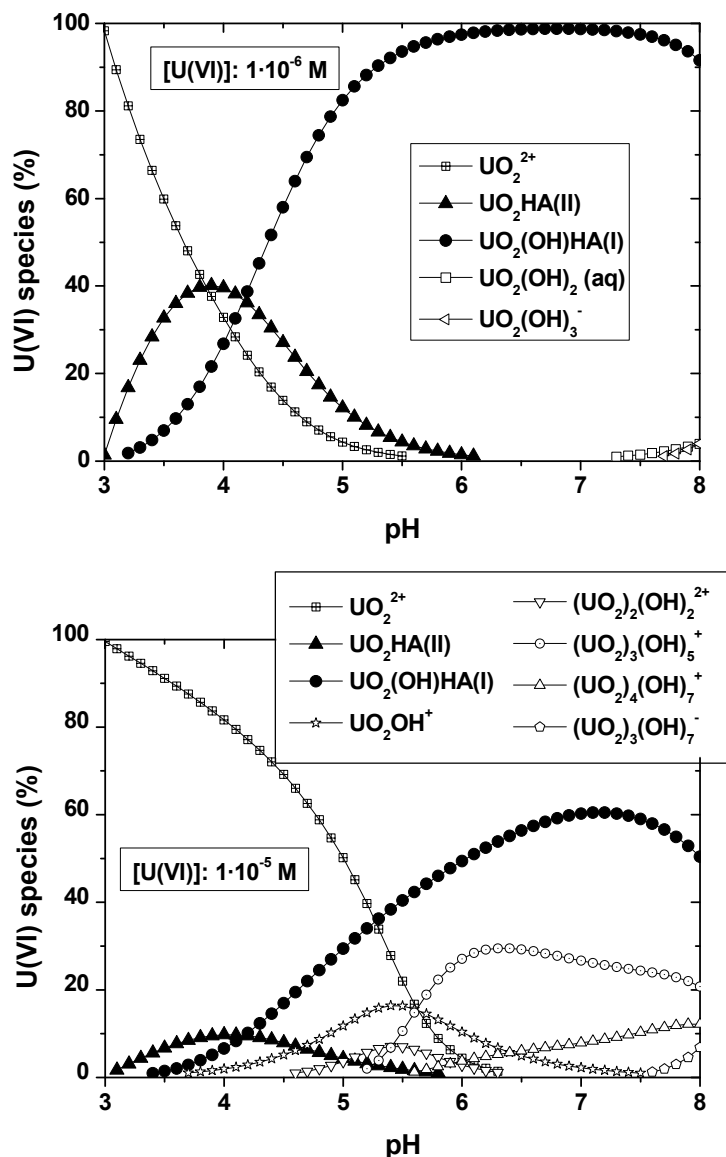 100
80
60
40
20
0
U(VI) species (%)
[U(VI)]: 1·10⁻⁶ M
UO₂²⁺
UO₂HA(II)
UO₂(OH)HA(I)
UO₂(OH)₂ (aq)
UO₂(OH)₃⁻
3 4 5 6 7 8
pH
UO₂²⁺
UO₂HA(II)
UO₂(OH)HA(I)
UO₂OH⁺
(UO₂)₂(OH)₂²⁺
(UO₂)₃(OH)₅⁺
(UO₂)₄(OH)₇⁺
(UO₂)₃(OH)₇⁻
100
80
60
40
20
0
U(VI) species (%)
[U(VI)]: 1·10⁻⁵ M
3 4 5 6 7 8
pH